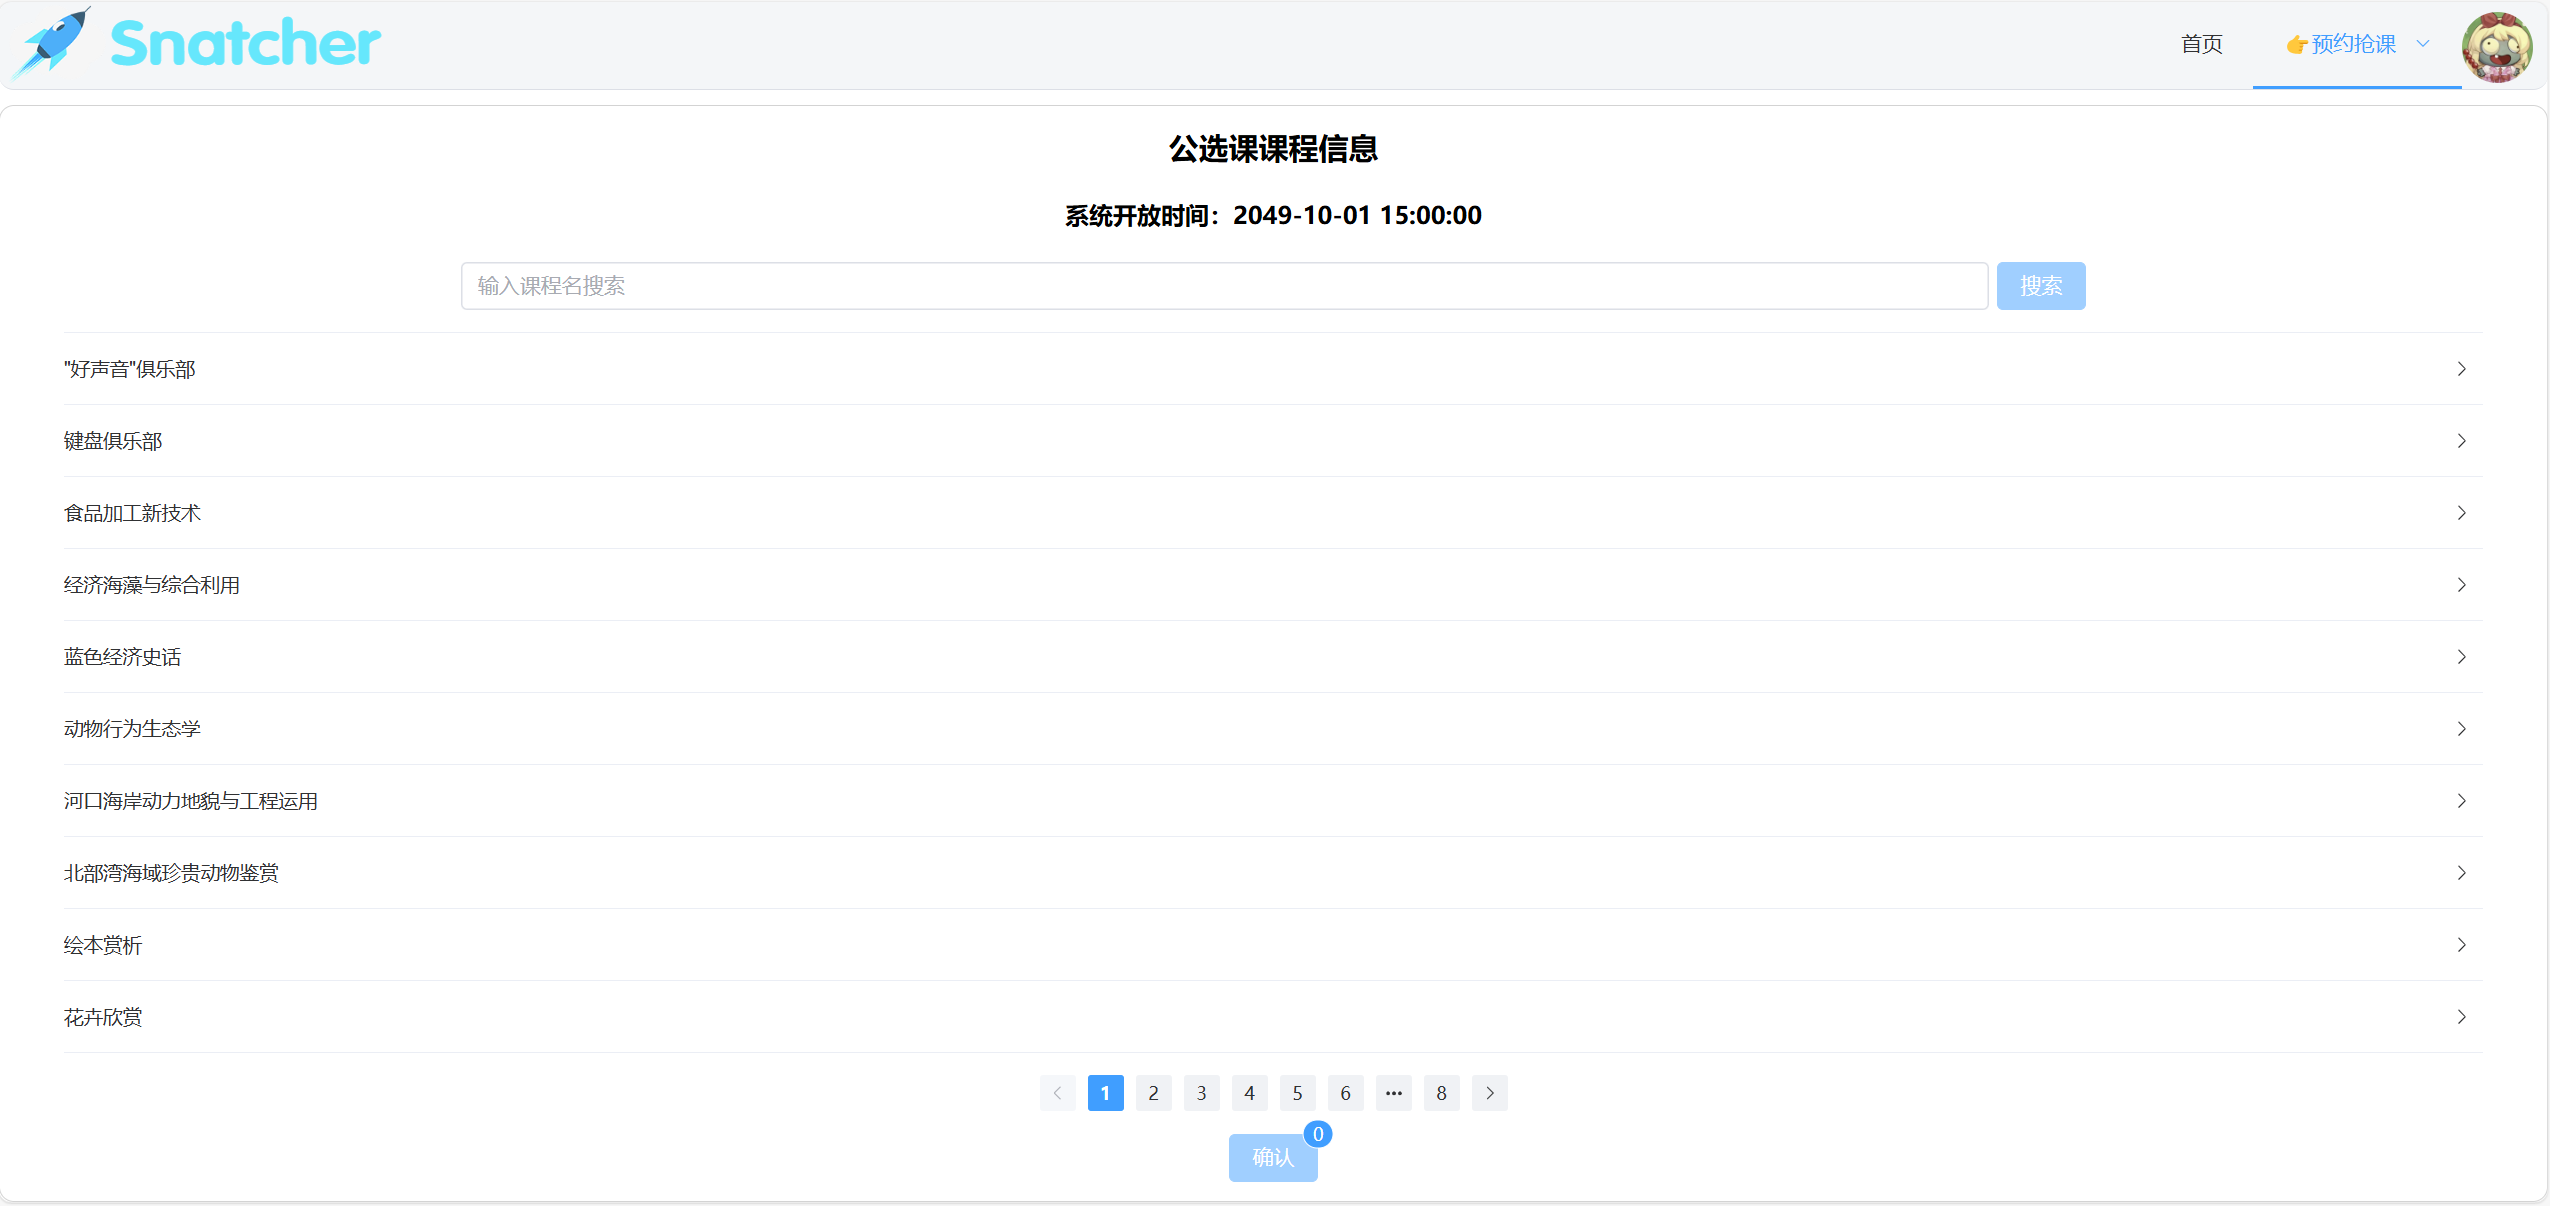 Snatcher
首页
👉预约抢课
公选课课程信息
系统开放时间：2049-10-01 15:00:00
输入课程名搜索
搜索
"好声音"俱乐部
键盘俱乐部
食品加工新技术
经济海藻与综合利用
蓝色经济史话
动物行为生态学
河口海岸动力地貌与工程运用
北部湾海域珍贵动物鉴赏
绘本赏析
花卉欣赏
1 2 3 4 5 6 ••• 8
0
确认